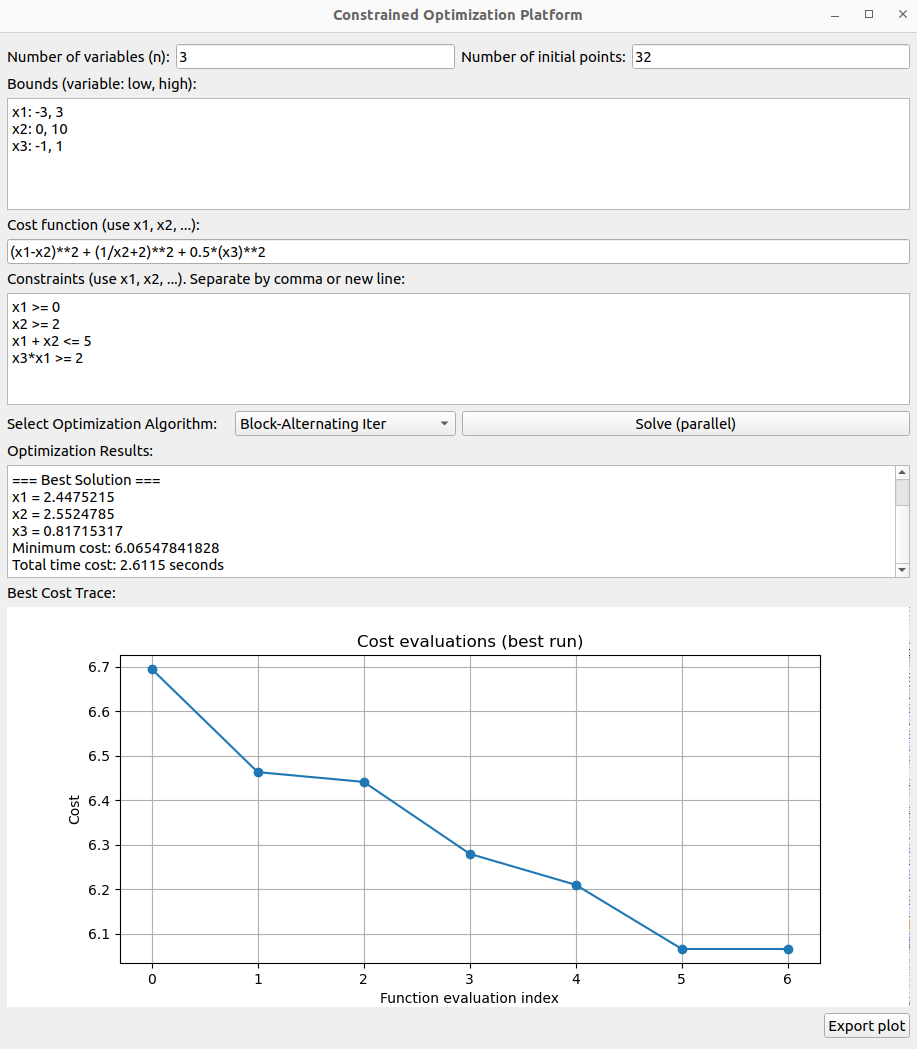 Constrained Optimization Platform
Number of variables (n): 3 Number of initial points: 32
Bounds (variable: low, high):
x1: -3, 3
x2: 0, 10
x3: -1, 1
Cost function (use x1, x2, ...):
(x1-x2)**2 + (1/x2+2)**2 + 0.5*(x3)**2
Constraints (use x1, x2, ...). Separate by comma or new line:
x1 >= 0
x2 >= 2
x1 + x2 <= 5
x3*x1 >= 2
Select Optimization Algorithm: Block-Alternating Iter Solve (parallel)
Optimization Results:
=== Best Solution ===
x1 = 2.4475215
x2 = 2.5524785
x3 = 0.81715317
Minimum cost: 6.06547841828
Total time cost: 2.6115 seconds
Best Cost Trace:
Cost evaluations (best run)
6.7
6.6
6.5
6.4
6.3
6.2
6.1
Cost
0 1 2 3 4 5 6
Function evaluation index
Export plot